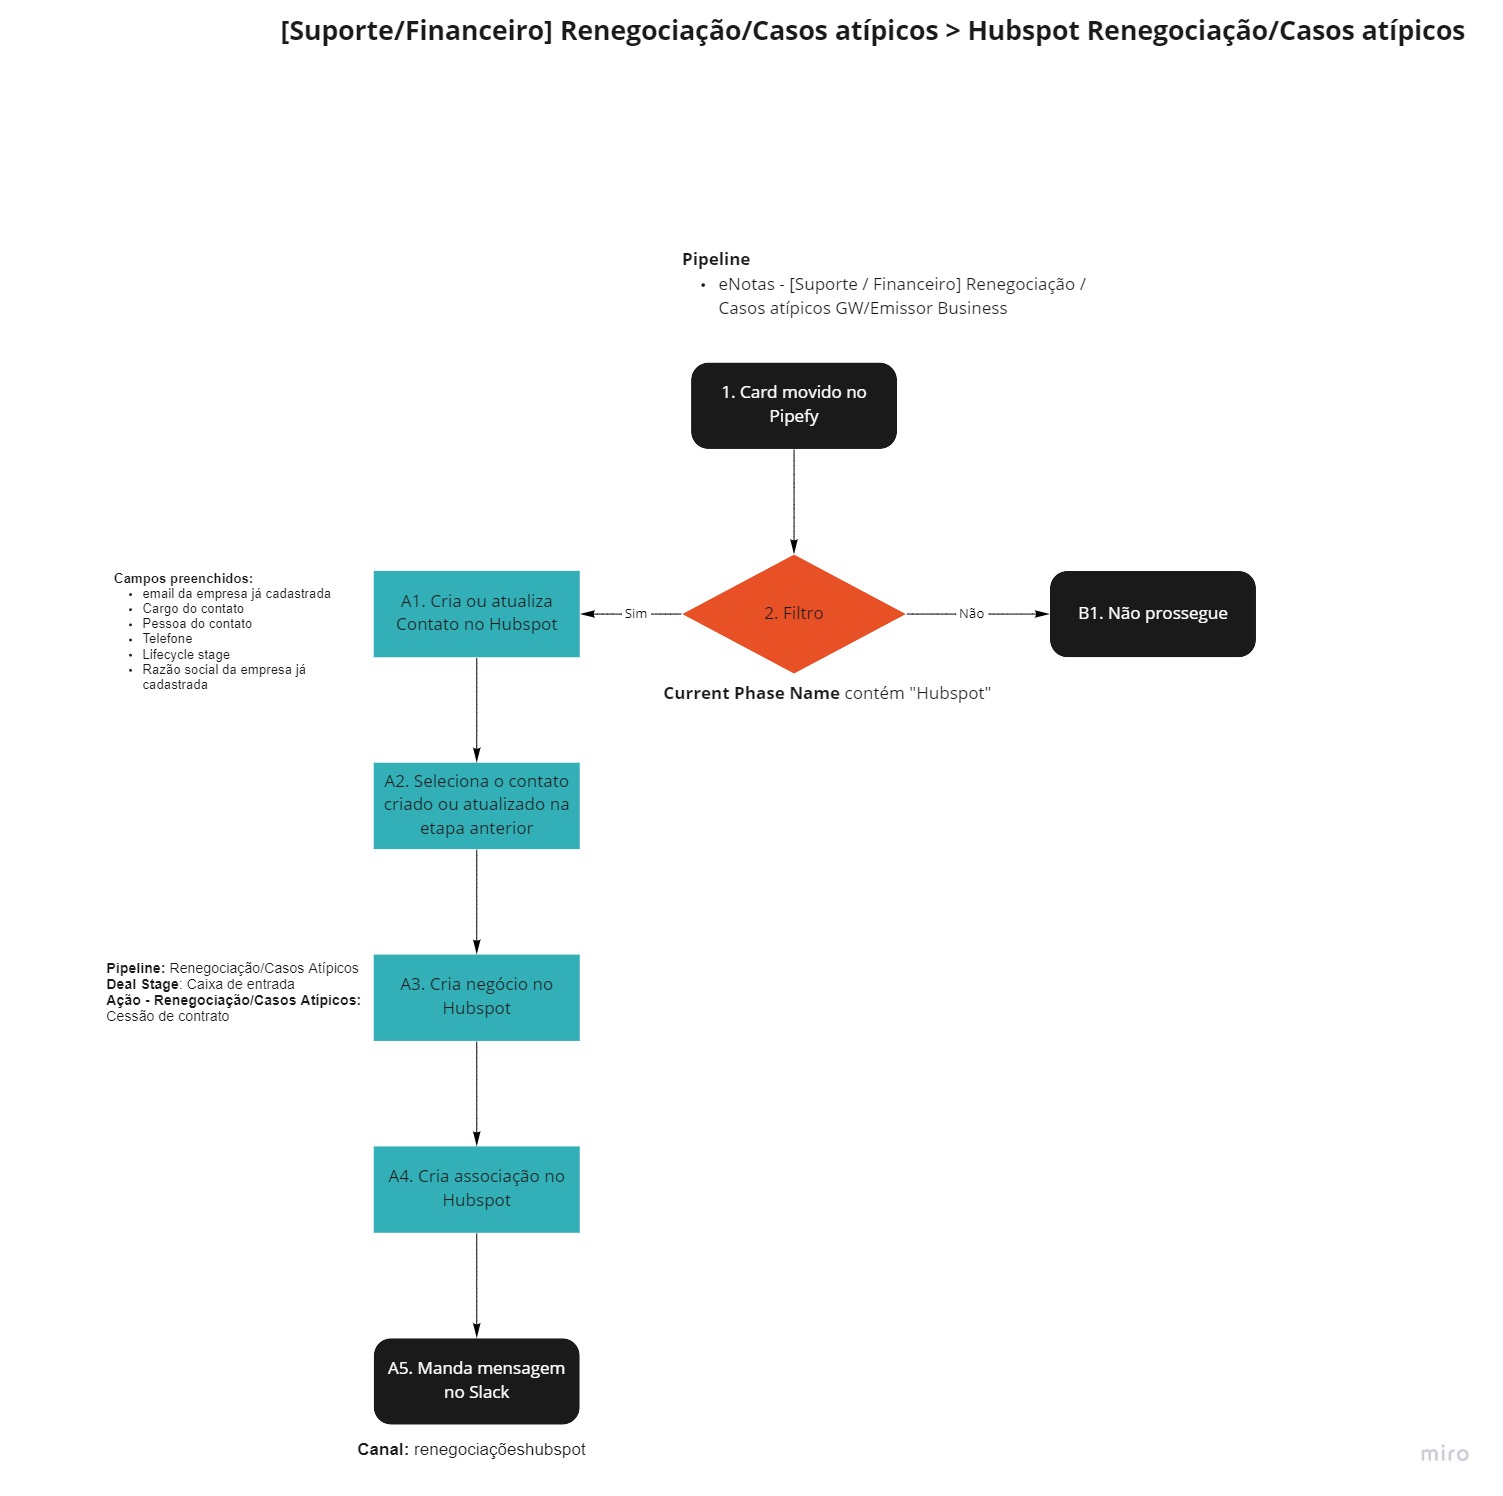 [Suporte/Financeiro] Renegociação/Casos atípicos > Hubspot Renegociação/Casos atípicos
Pipeline
• eNotas - [Suporte / Financeiro] Renegociação /
Casos atípicos GW/Emissor Business
1. Card movido no
Pipefy
Campos preenchidos:
• email da empresa já cadastrada
• Cargo do contato
• Pessoa do contato
• Telefone
• Lifecycle stage
• Razão social da empresa já
cadastrada
A1. Cria ou atualiza
Contato no Hubspot
Sim
2. Filtro
Não
B1. Não prossegue
Current Phase Name contém "Hubspot"
A2. Seleciona o contato
criado ou atualizado na
etapa anterior
Pipeline: Renegociação/Casos Atípicos
Deal Stage: Caixa de entrada
Ação - Renegociação/Casos Atípicos:
Cessão de contrato
A3. Cria negócio no
Hubspot
A4. Cria associação no
Hubspot
A5. Manda mensagem
no Slack
Canal: renegociaçõeshubspot
miro